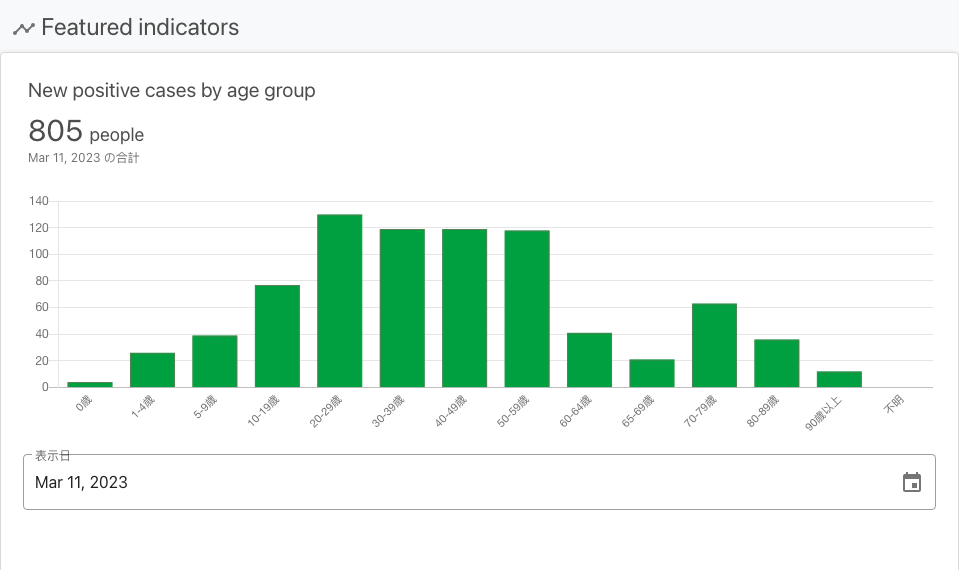 Featured indicators
New positive cases by age group
805 people
Mar 11, 2023 の合計
140
120
100
80
60
40
20
0
0歳
1-4歳
5-9歳
10-19歳
20-29歳
30-39歳
40-49歳
50-59歳
60-64歳
65-69歳
70-79歳
80-89歳
90歳以上
不明
表示日
Mar 11, 2023